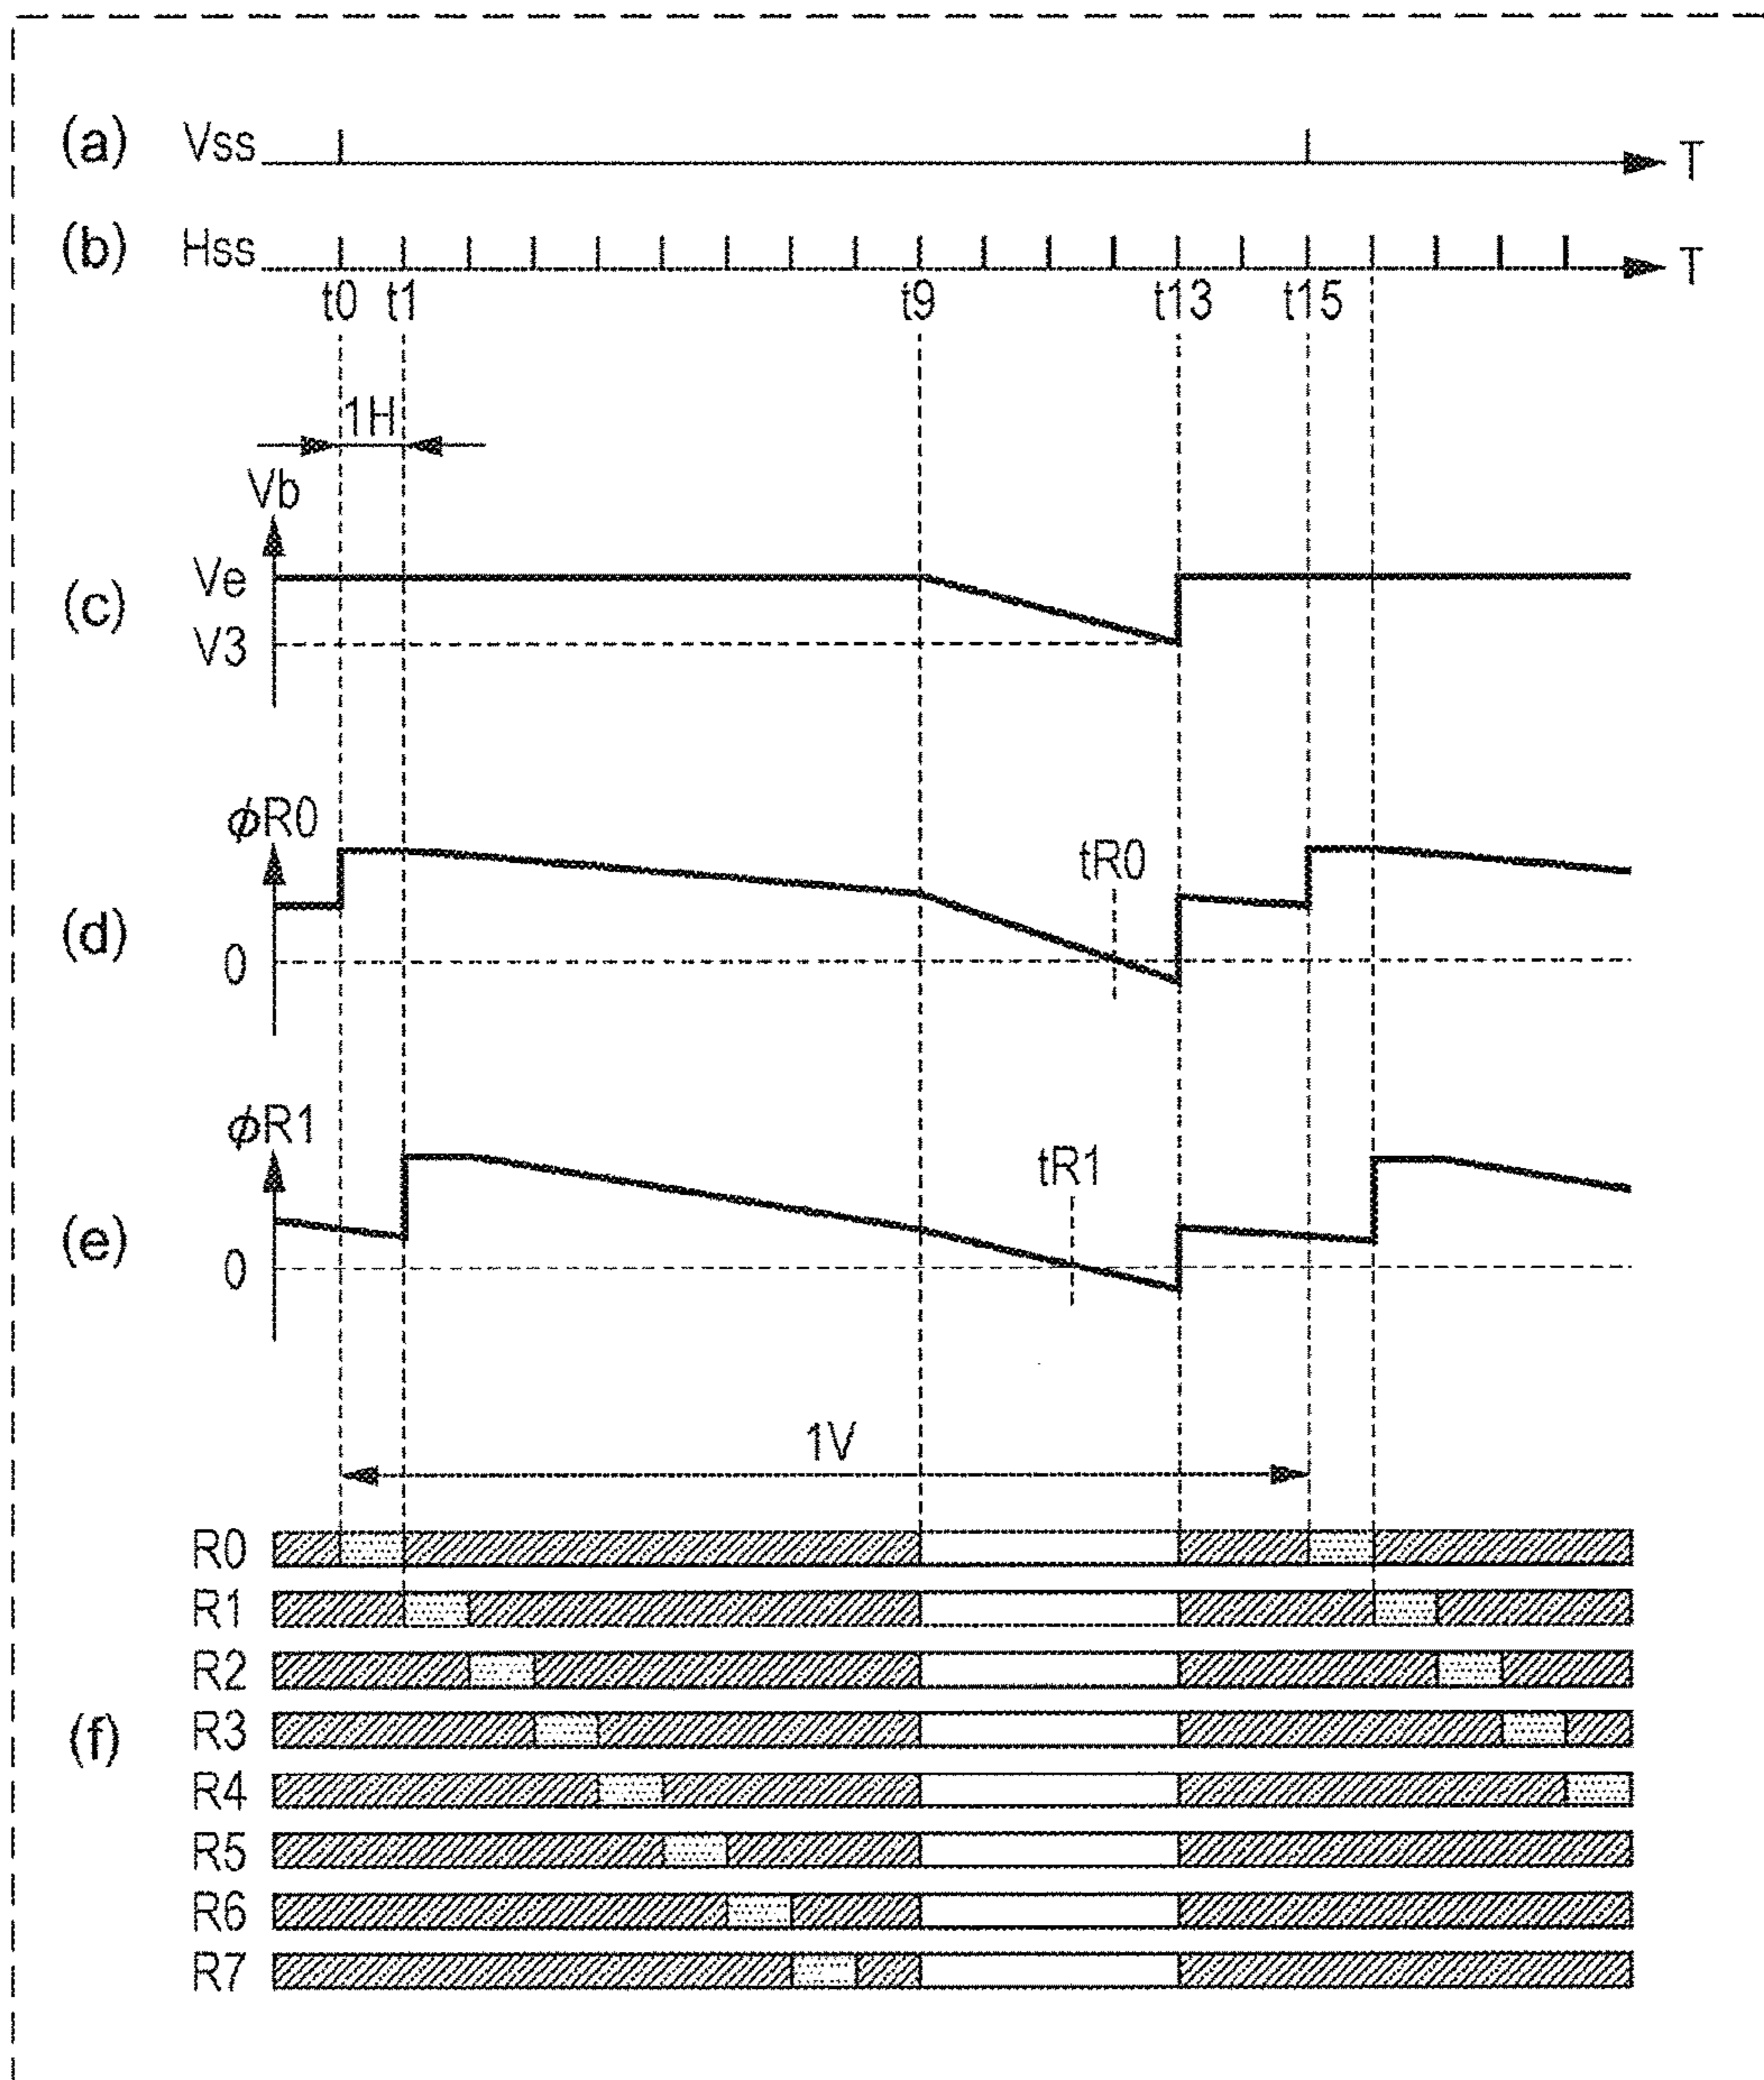 (a) Vss T
(b) Hss T
t0 t1 t9 t13 t15
1H
Vb
(c) Ve
V3
ϕR0
tR0
(d)
0
ϕR1
tR1
(e)
0
1V
R0
R1
R2
R3
(f)
R4
R5
R6
R7